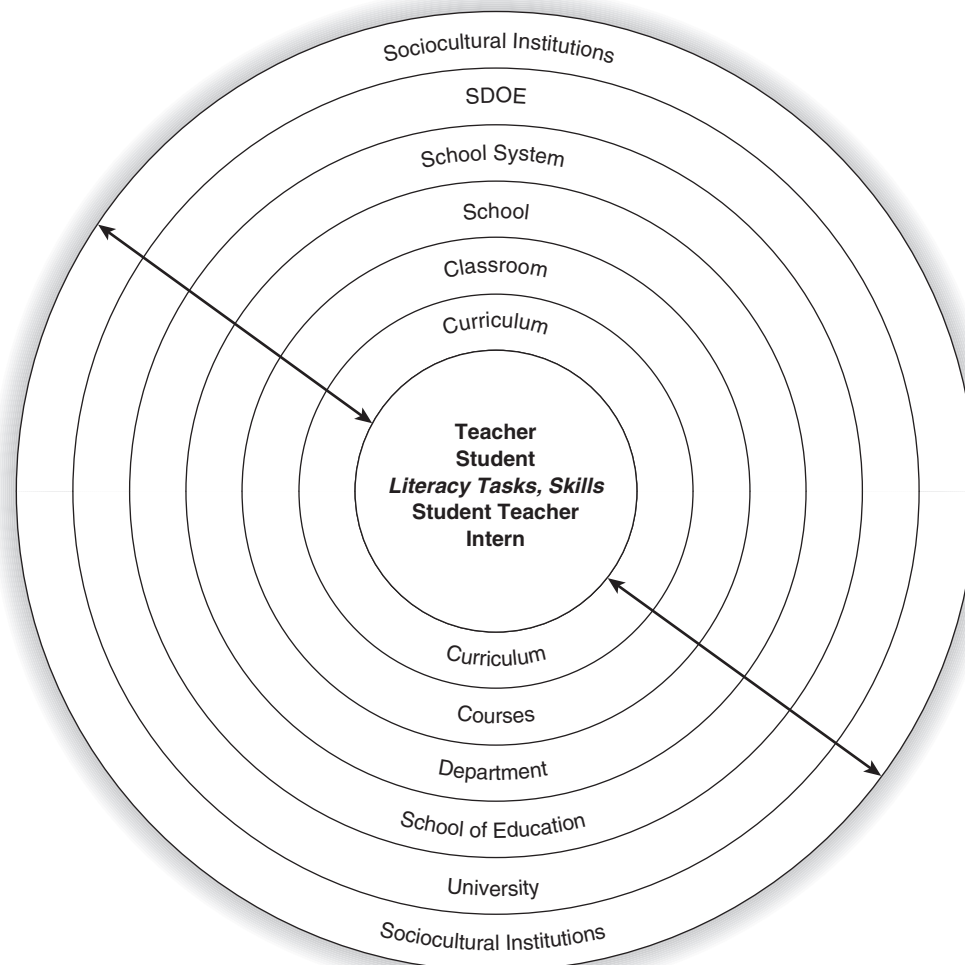 Sociocultural Institutions
SDOE
School System
School
Classroom
Curriculum
Teacher
Student
Literacy Tasks, Skills
Student Teacher
Intern
Curriculum
Courses
Department
School of Education
University
Sociocultural Institutions